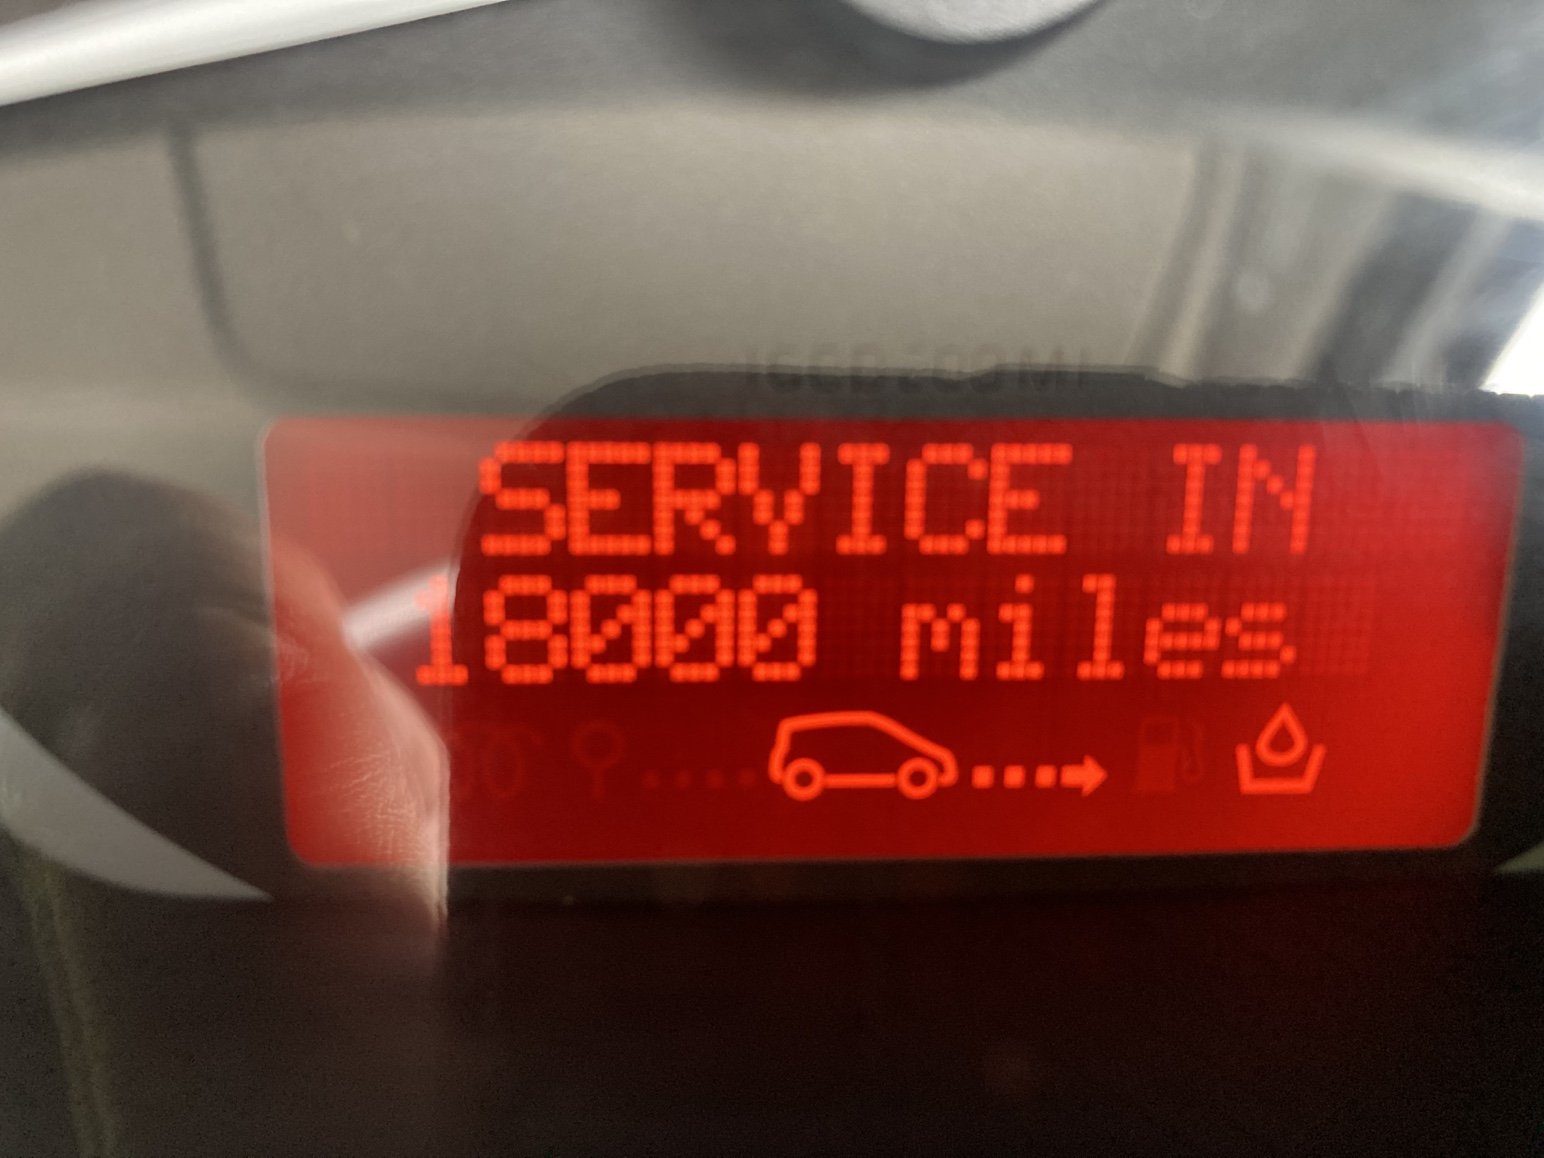 SERVICE IN
18000 miles